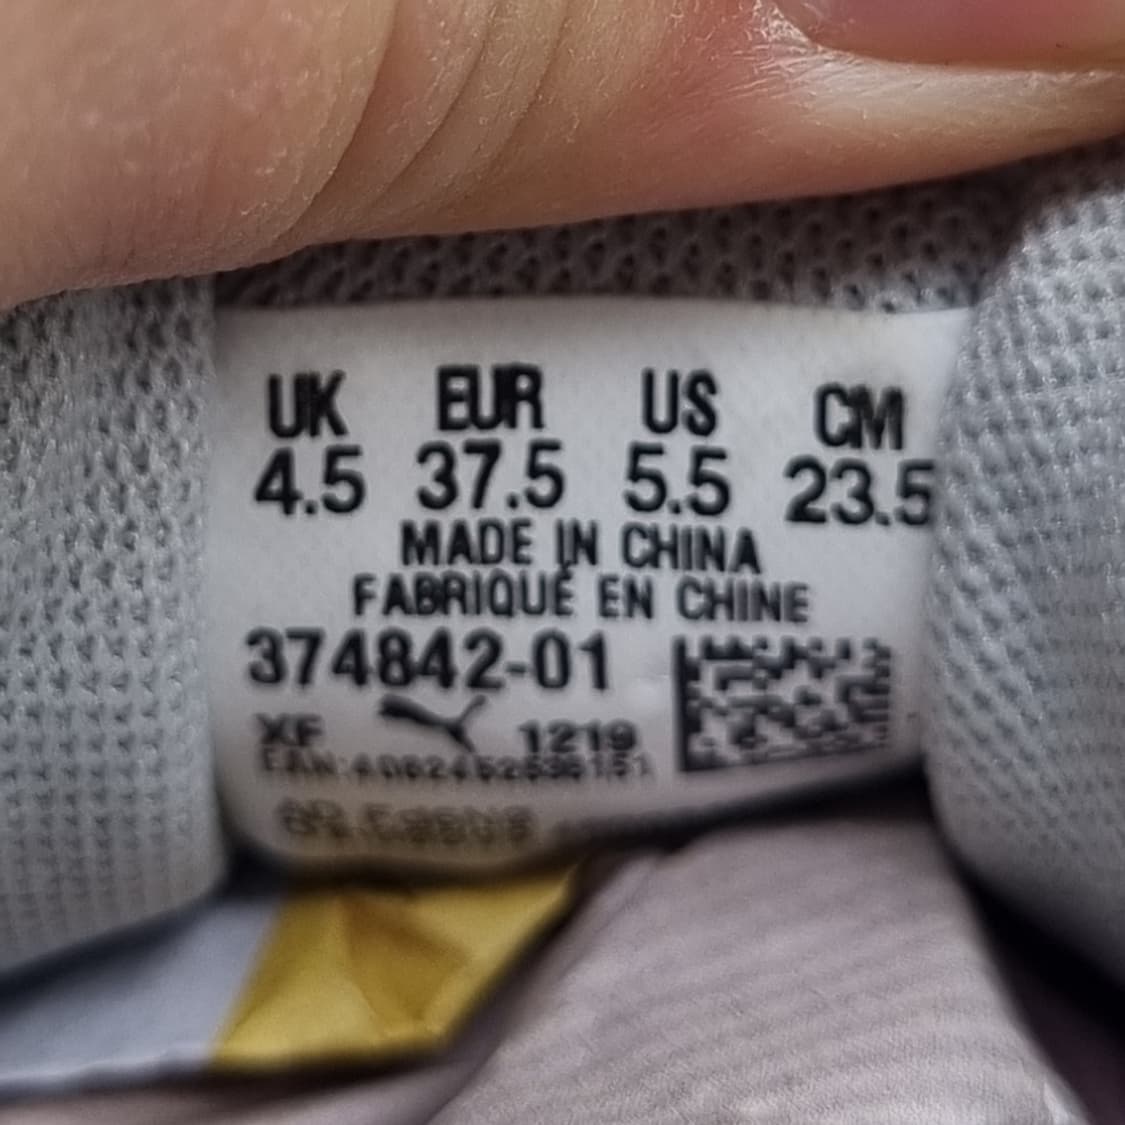 UK EUR US CM
4.5 37.5 5.5 23.5
MADE IN CHINA
FABRIQUÉ EN CHINE
374842-01
XF 1219
EAN: